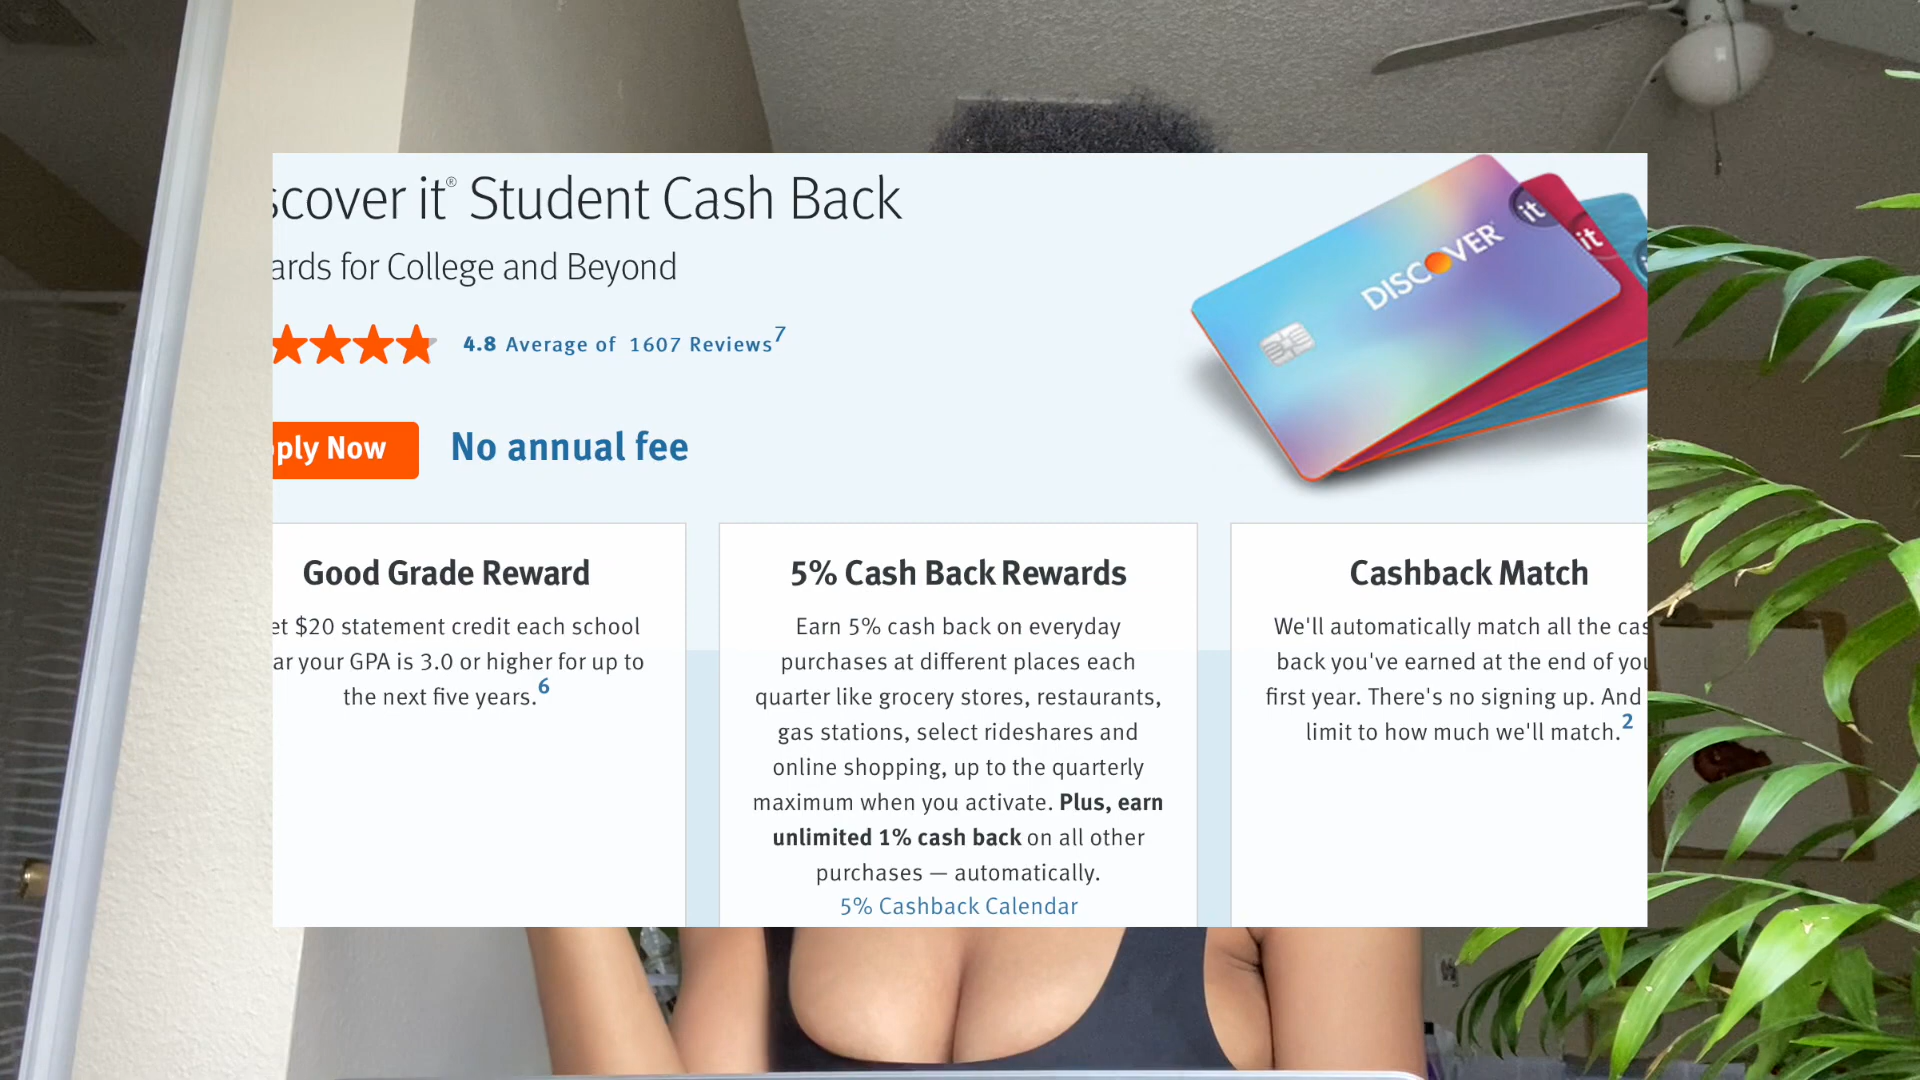 scover it® Student Cash Back
ards for College and Beyond
4.8 Average of 1607 Reviews7
ply Now
No annual fee
DISCOVER
it
it
Good Grade Reward
et $20 statement credit each school
ar your GPA is 3.0 or higher for up to
the next five years.6
5% Cash Back Rewards
Earn 5% cash back on everyday
purchases at different places each
quarter like grocery stores, restaurants,
gas stations, select rideshares and
online shopping, up to the quarterly
maximum when you activate. Plus, earn
unlimited 1% cash back on all other
purchases — automatically.
5% Cashback Calendar
Cashback Match
We'll automatically match all the cas
back you've earned at the end of you
first year. There's no signing up. And
limit to how much we'll match.2